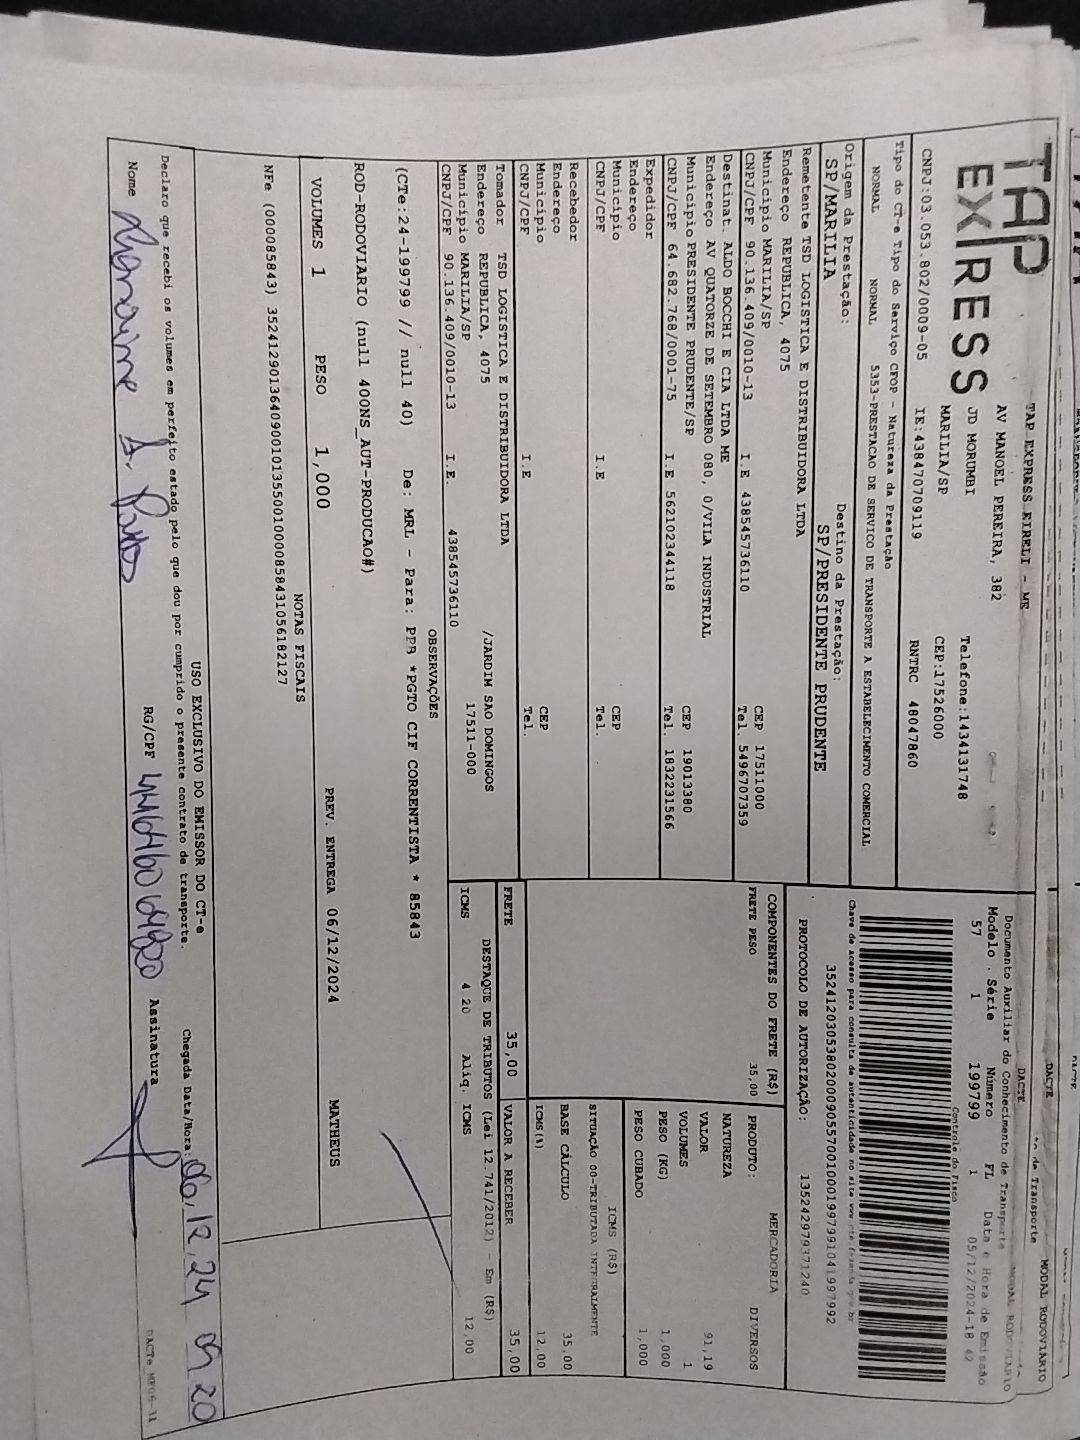 TAP
EXPRESS
TAP EXPRESS EIRELI - ME
AV MANOEL PEREIRA, 382
JD MORUMBI
MARILIA/SP
Telefone:1434131748
CEP:17526000
CNPJ:03.053.802/0009-05 IE:438470709119 RNTRC 48047860
DACTE
MODAL RODOVIARIO
Documento Auxiliar do Conhecimento de Transporte
Modelo . Série Número FL Data e Hora de Emissão
57 1 199799 1 05/12/2024-18 42
Controle do Fisco
Tipo do CT-e Tipo do Serviço CFOP - Natureza da Prestação
NORMAL NORMAL 5353-PRESTACAO DE SERVICO DE TRANSPORTE A ESTABELECIMENTO COMERCIAL
Chave de acesso para consulta de autenticidade no site www
35241203053802000905570010001997991041997992
PROTOCOLO DE AUTORIZAÇÃO: 135242979371240
Origem da Prestação: Destino da Prestação:
SP/MARILIA SP/PRESIDENTE PRUDENTE
Remetente TSD LOGISTICA E DISTRIBUIDORA LTDA
Endereço REPUBLICA, 4075
Município MARILIA/SP CEP 17511000
CNPJ/CPF 90.136.409/0010-13 I.E 438545736110 Tel. 5496707359
Destinat. ALDO BOCCHI E CIA LTDA ME
Endereço AV QUATORZE DE SETEMBRO 080, 0/VILA INDUSTRIAL
Município PRESIDENTE PRUDENTE/SP CEP 19013380
CNPJ/CPF 64.682.768/0001-75 I.E 562102344118 Tel. 1832231566
Expedidor
Endereço
Município CEP
CNPJ/CPF I.E Tel.
Recebedor
Endereço
Município CEP
CNPJ/CPF I.E Tel.
Tomador TSD LOGISTICA E DISTRIBUIDORA LTDA
Endereço REPUBLICA, 4075 /JARDIM SAO DOMINGOS
Município MARILIA/SP 17511-000
CNPJ/CPF 90.136.409/0010-13 I.E. 438545736110
COMPONENTES DO FRETE (R$)
FRETE PESO 35,00
MERCADORIA
PRODUTO: DIVERSOS
NATUREZA
VALOR 91,19
VOLUMES 1
PESO (KG) 1,000
PESO CUBADO 1,000
ICMS (R$)
SITUAÇÃO 00-TRIBUTADA INTEGRALMENTE
BASE CÁLCULO 35,00
ICMS(%) 12,00
FRETE 35,00 VALOR A RECEBER 35,00
DESTAQUE DE TRIBUTOS (Lei 12.741/2012) - Em (R$)
ICMS 4 20 Aliq. ICMS 12,00
OBSERVAÇÕES
(CTe:24-199799 // null 40) De: MRL - Para: PPB *PGTO CIF CORRENTISTA * 85843
ROD-RODOVIARIO (null 400NS_AUT-PRODUCAO#)
VOLUMES 1 PESO 1,000 PREV. ENTREGA 06/12/2024 MATHEUS
NOTAS FISCAIS
NFe (000085843) 35241290136409001013550010000858431056182127
USO EXCLUSIVO DO EMISSOR DO CT-e
Declaro que recebi os volumes em perfeito estado pelo que dou por cumprido o presente contrato de transporte.
Chegada Data/Hora: 06,12,24 09 20
Nome RG/CPF Assinatura